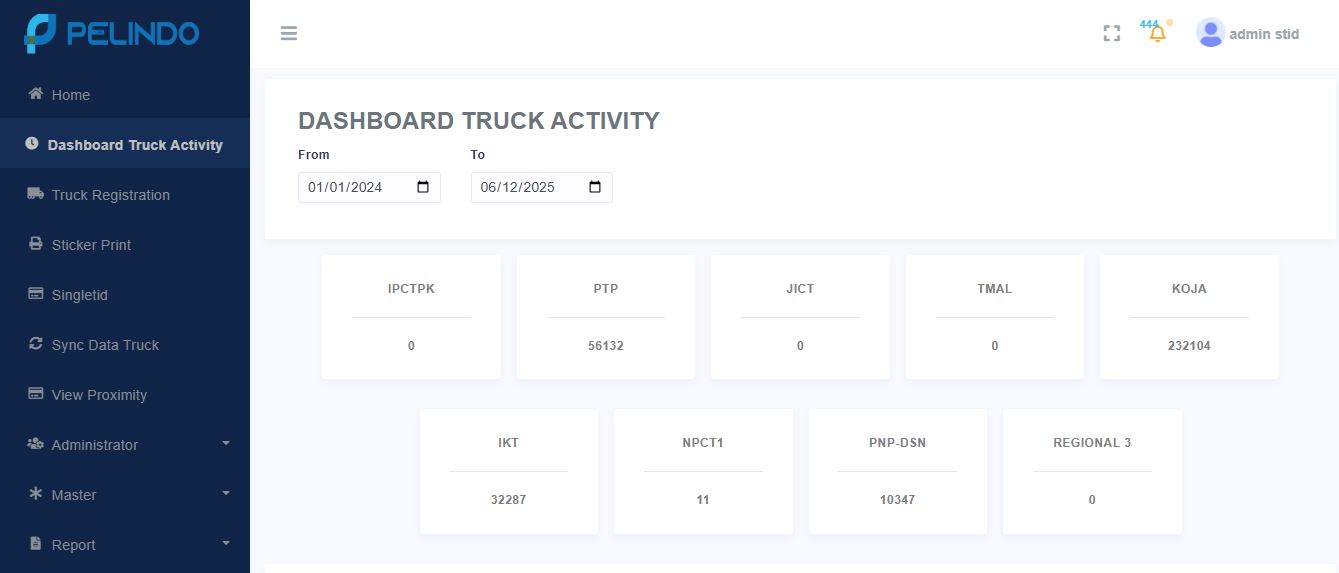 PELINDO
Home
Dashboard Truck Activity
Truck Registration
Sticker Print
Singletid
Sync Data Truck
View Proximity
Administrator
Master
Report
444
admin stid
DASHBOARD TRUCK ACTIVITY
From To
01/01/2024 06/12/2025
IPCTPK PTP JICT TMAL KOJA
0 56132 0 0 232104
IKT NPCT1 PNP-DSN REGIONAL 3
32287 11 10347 0